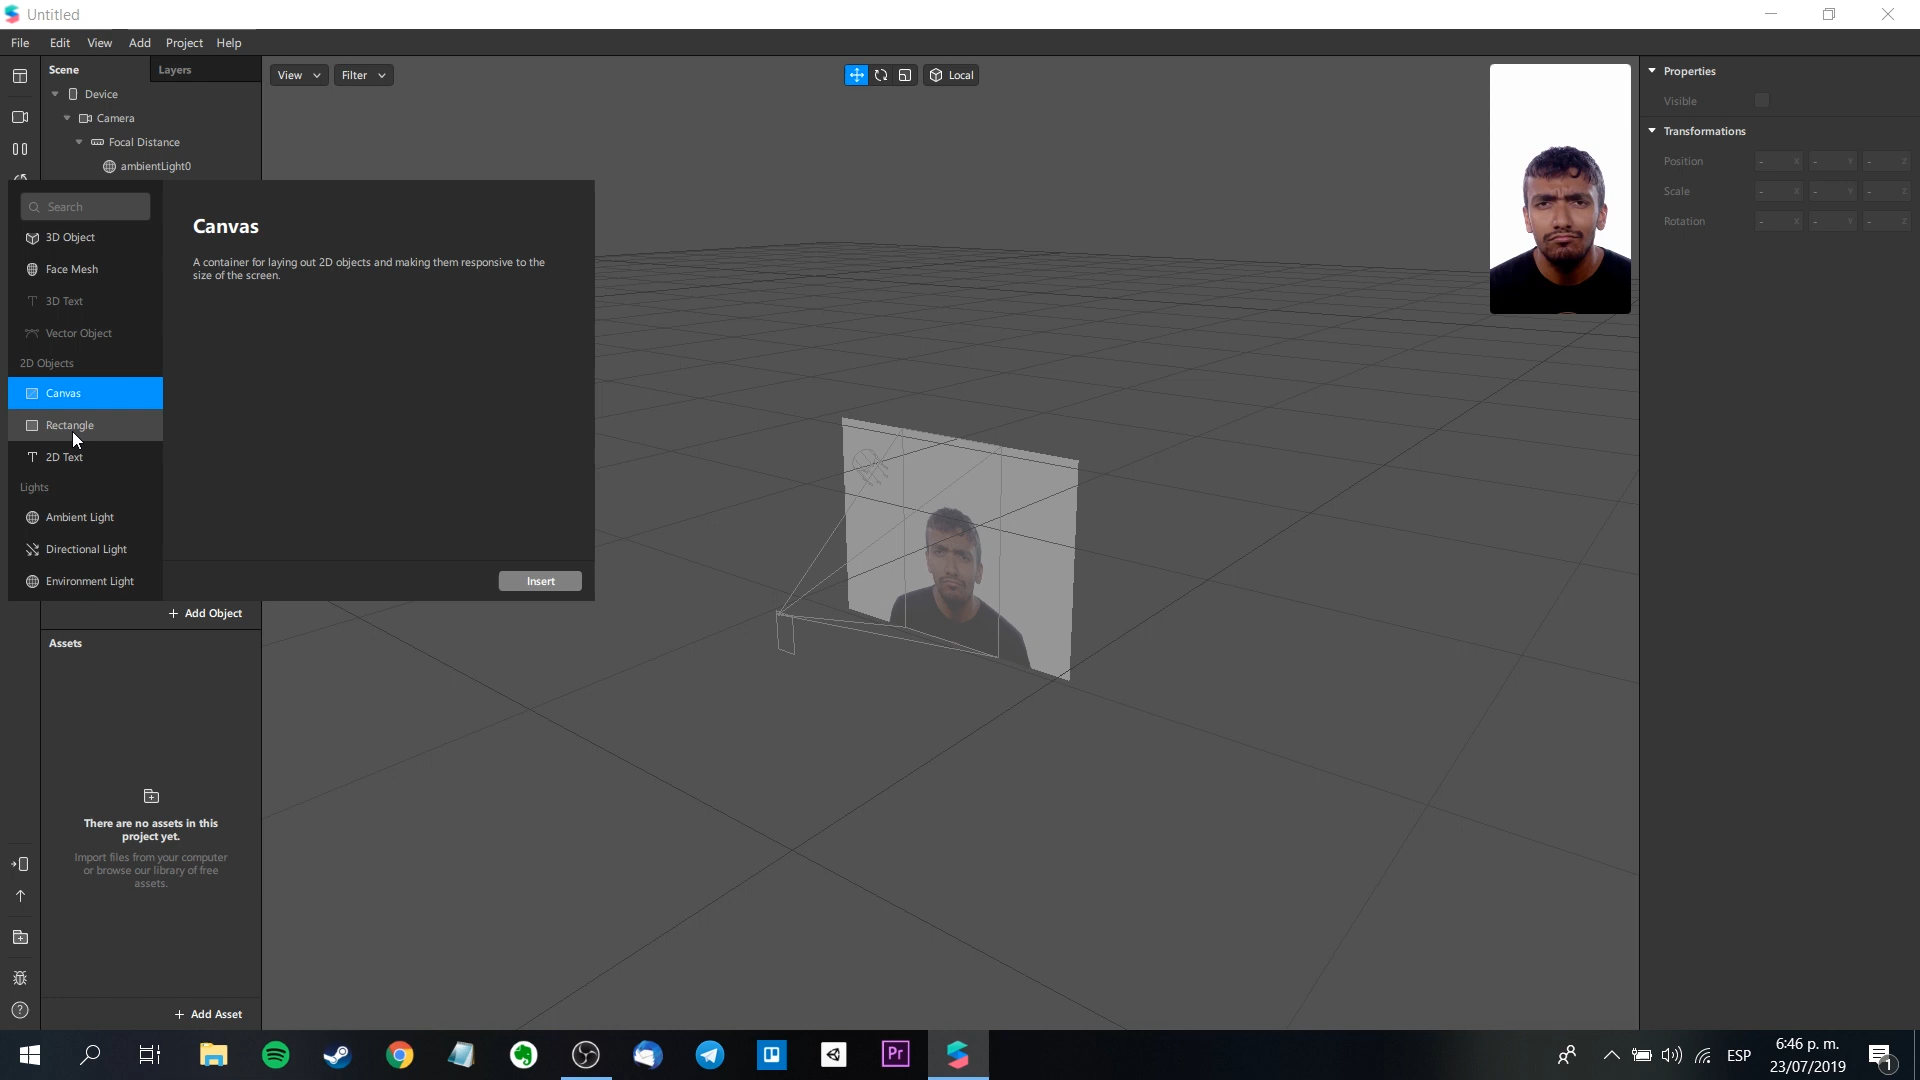 Untitled
File Edit View Add Project Help
Scene
Layers
Device
Camera
Focal Distance
ambientLight0
Search
3D Object
Face Mesh
3D Text
Vector Object
2D Objects
Canvas
Rectangle
2D Text
Lights
Ambient Light
Directional Light
Environment Light
Canvas
A container for laying out 2D objects and making them responsive to the
size of the screen.
Insert
+ Add Object
Assets
There are no assets in this
project yet.
Import files from your computer
or browse our library of free
assets.
+ Add Asset
View
Filter
Local
Properties
Visible
Transformations
Position - X - Y - Z
Scale - X - Y - Z
Rotation - X - Y - Z
Pr
ESP
6:46 p. m.
23/07/2019
1